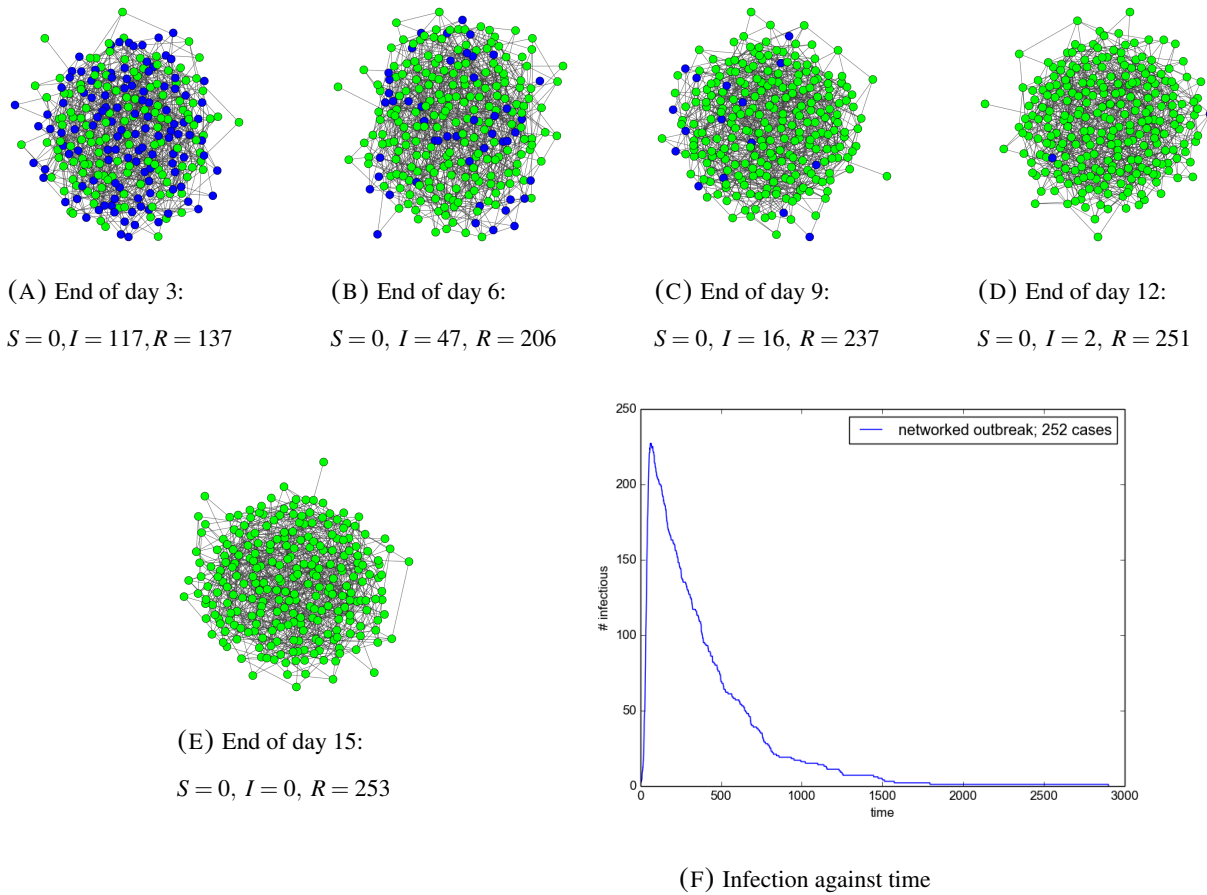 (A) End of day 3:
S = 0, I = 117, R = 137
(B) End of day 6:
S = 0, I = 47, R = 206
(C) End of day 9:
S = 0, I = 16, R = 237
(D) End of day 12:
S = 0, I = 2, R = 251
(E) End of day 15:
S = 0, I = 0, R = 253
250
200
150
100
50
0
# infectious
networked outbreak; 252 cases
0 500 1000 1500 2000 2500 3000
time
(F) Infection against time